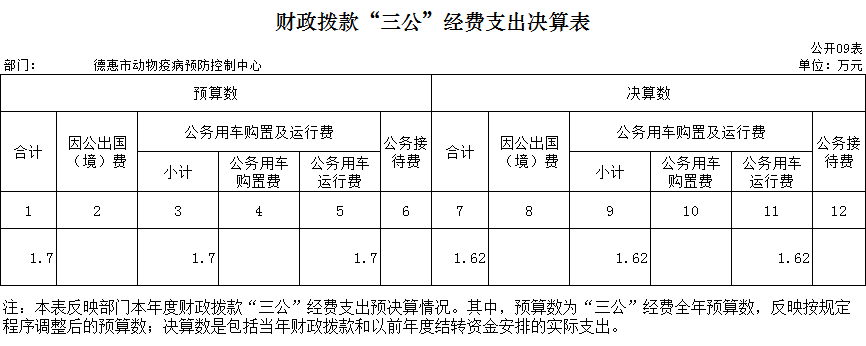 财政拨款“三公”经费支出决算表
公开09表
部门： 德惠市动物疫病预防控制中心 单位：万元
预算数 决算数
合计 因公出国（境）费 公务用车购置及运行费 公务接待费 合计 因公出国（境）费 公务用车购置及运行费 公务接待费
小计 公务用车购置费 公务用车运行费 小计 公务用车购置费 公务用车运行费
1 2 3 4 5 6 7 8 9 10 11 12
1.7 1.7 1.7 1.62 1.62 1.62
注：本表反映部门本年度财政拨款“三公”经费支出预决算情况。其中，预算数为“三公”经费全年预算数，反映按规定
程序调整后的预算数；决算数是包括当年财政拨款和以前年度结转资金安排的实际支出。